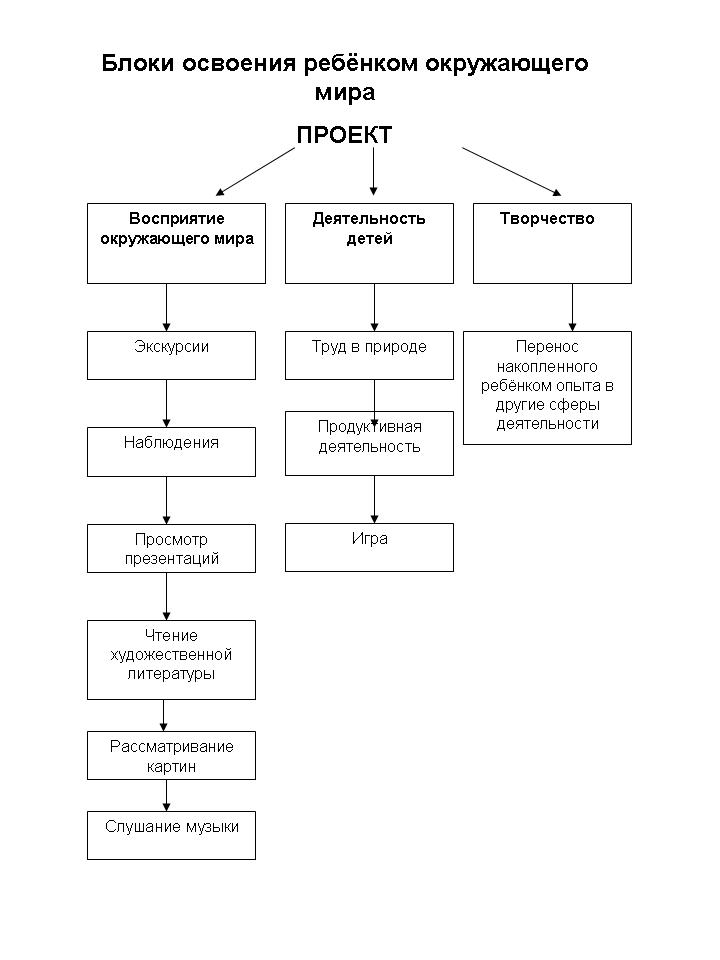 Блоки освоения ребёнком окружающего
мира
ПРОЕКТ
Восприятие
окружающего мира
Деятельность
детей
Творчество
Экскурсии
Труд в природе
Перенос
накопленного
ребёнком опыта в
другие сферы
деятельности
Наблюдения
Продуктивная
деятельность
Просмотр
презентаций
Игра
Чтение
художественной
литературы
Рассматривание
картин
Слушание музыки